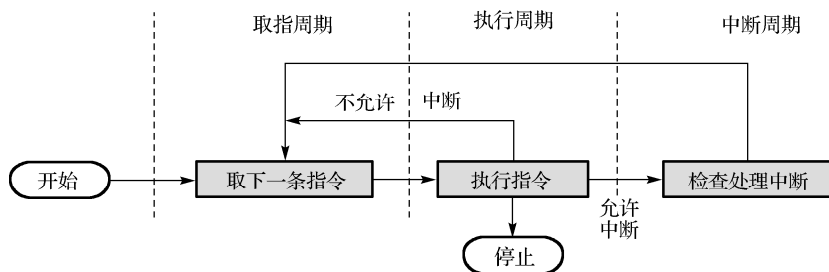 取指周期
执行周期
中断周期
不允许 中断
开始
取下一条指令
执行指令
检查处理中断
允许
中断
停止